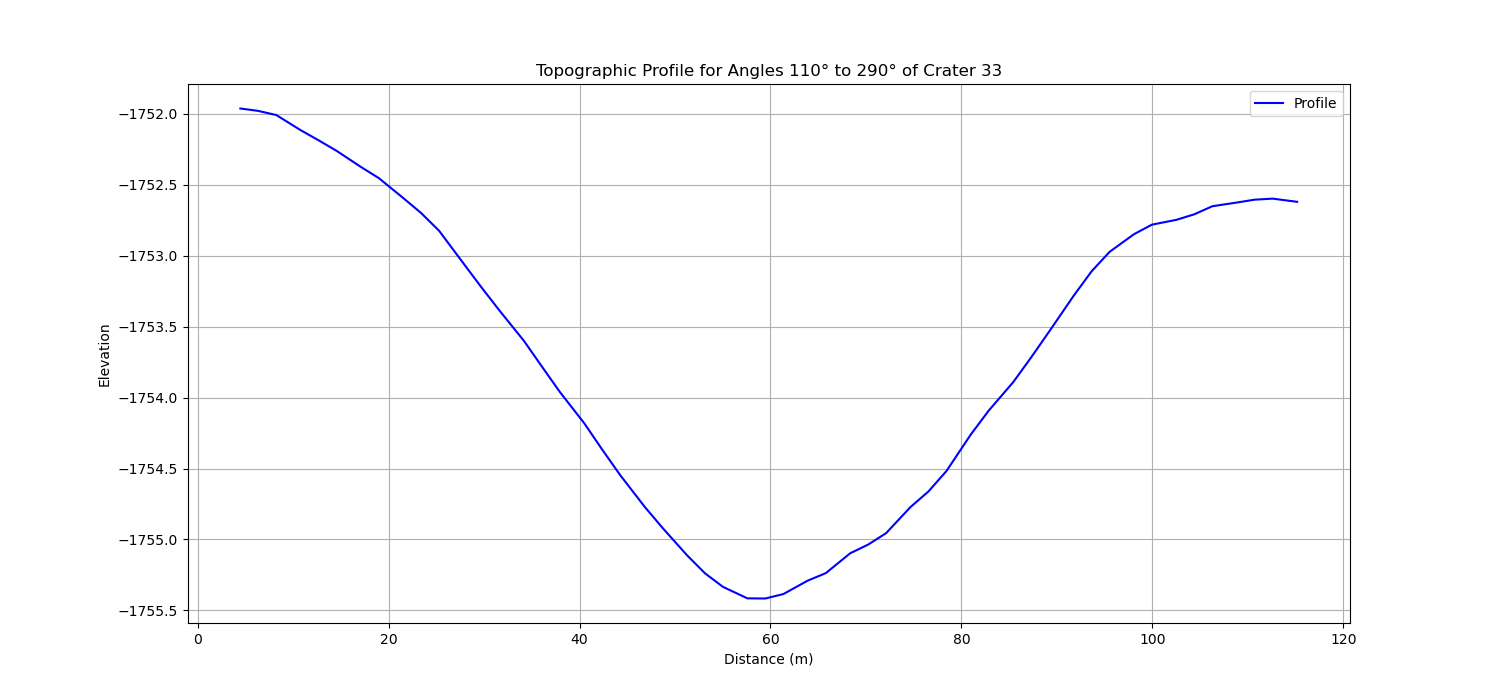 Topographic Profile for Angles 110° to 290° of Crater 33
Profile
−1752.0
−1752.5
−1753.0
−1753.5
−1754.0
−1754.5
−1755.0
−1755.5
Elevation
0 20 40 60 80 100 120
Distance (m)